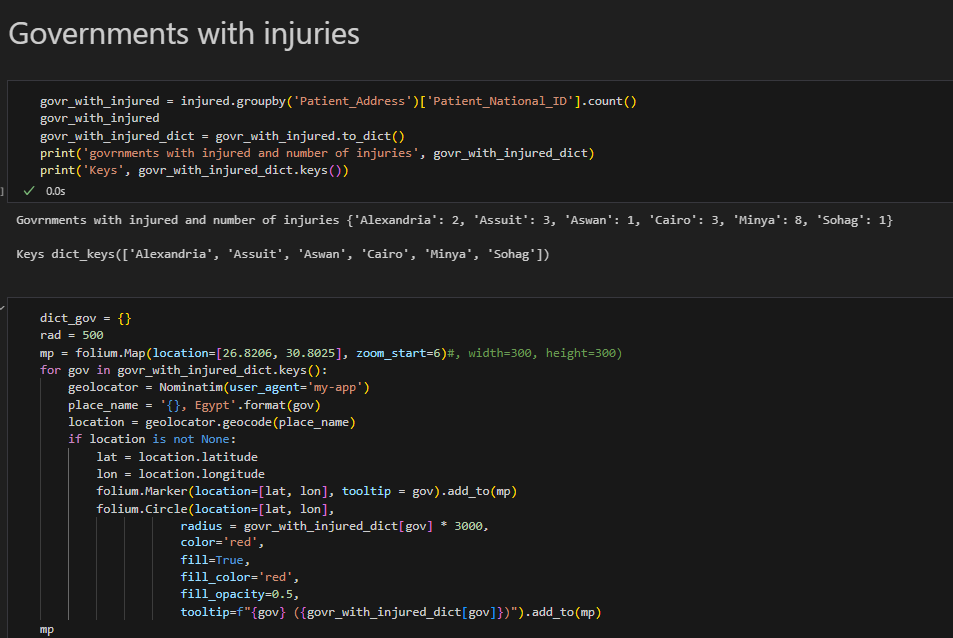 Governments with injuries
govr_with_injured = injured.groupby('Patient_Address')['Patient_National_ID'].count()
govr_with_injured
govr_with_injured_dict = govr_with_injured.to_dict()
print('govrnments with injured and number of injuries', govr_with_injured_dict)
print('Keys', govr_with_injured_dict.keys())
] ✓ 0.0s
Govrnments with injured and number of injuries {'Alexandria': 2, 'Assuit': 3, 'Aswan': 1, 'Cairo': 3, 'Minya': 8, 'Sohag': 1}
Keys dict_keys(['Alexandria', 'Assuit', 'Aswan', 'Cairo', 'Minya', 'Sohag'])
dict_gov = {}
rad = 500
mp = folium.Map(location=[26.8206, 30.8025], zoom_start=6)#, width=300, height=300)
for gov in govr_with_injured_dict.keys():
    geolocator = Nominatim(user_agent='my-app')
    place_name = '{}, Egypt'.format(gov)
    location = geolocator.geocode(place_name)
    if location is not None:
        lat = location.latitude
        lon = location.longitude
        folium.Marker(location=[lat, lon], tooltip = gov).add_to(mp)
        folium.Circle(location=[lat, lon],
                    radius = govr_with_injured_dict[gov] * 3000,
                    color='red',
                    fill=True,
                    fill_color='red',
                    fill_opacity=0.5,
                    tooltip=f"{gov} ({govr_with_injured_dict[gov]})").add_to(mp)
mp